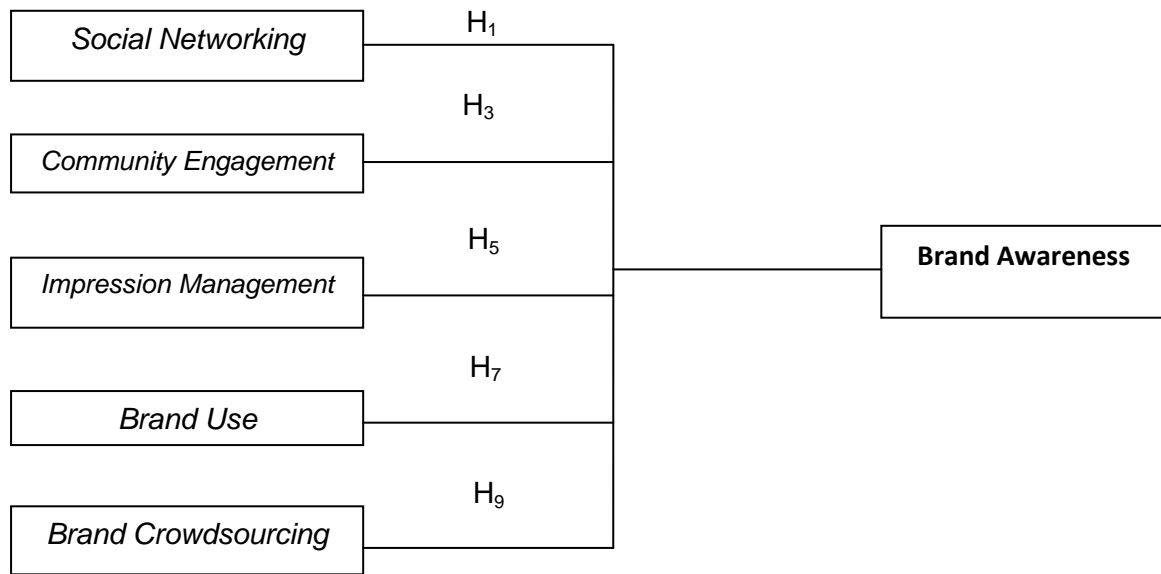 Social Networking
H₁
H₃
Community Engagement
H₅
Brand Awareness
Impression Management
H₇
Brand Use
H₉
Brand Crowdsourcing